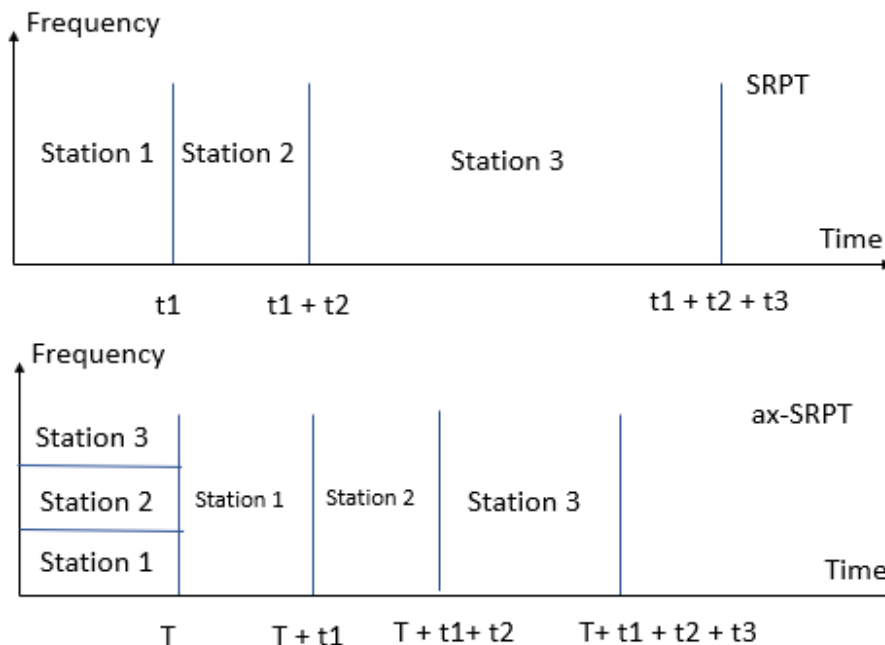 Frequency
SRPT
Station 1 Station 2 Station 3
Time
t1 t1 + t2 t1 + t2 + t3
Frequency
ax-SRPT
Station 3
Station 2 Station 1 Station 2 Station 3
Station 1
Time
T T + t1 T + t1+ t2 T+ t1 + t2 + t3